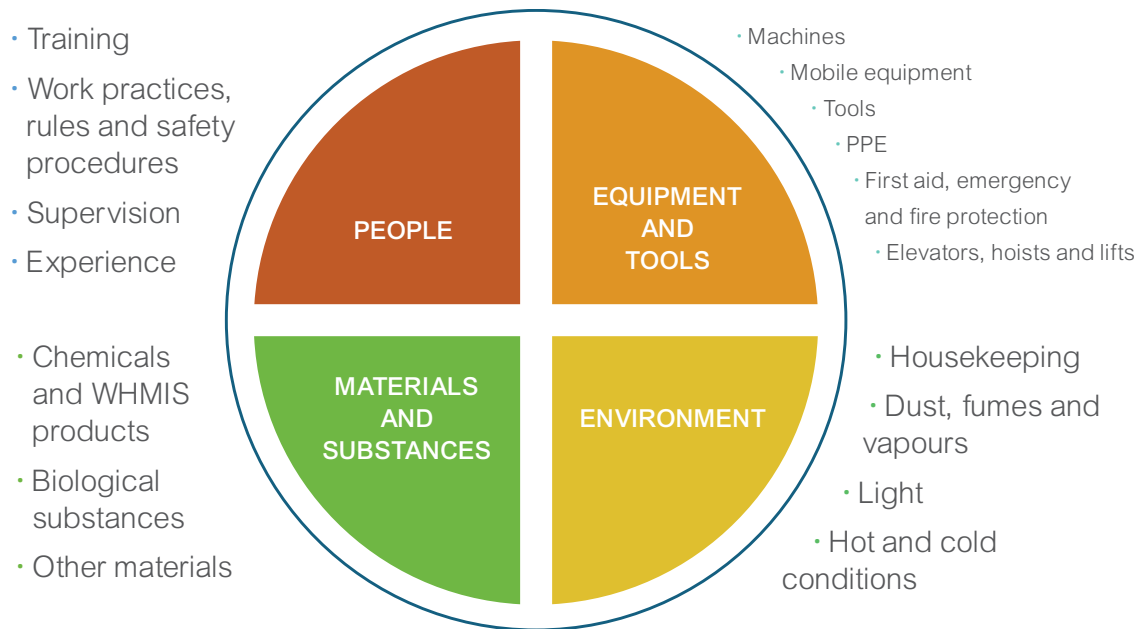 · Training
· Work practices,
rules and safety
procedures
· Supervision
· Experience
PEOPLE
EQUIPMENT
AND
TOOLS
· Machines
· Mobile equipment
· Tools
· PPE
· First aid, emergency
and fire protection
· Elevators, hoists and lifts
· Chemicals
and WHMIS
products
· Biological
substances
· Other materials
MATERIALS
AND
SUBSTANCES
ENVIRONMENT
· Housekeeping
· Dust, fumes and
vapours
· Light
· Hot and cold
conditions